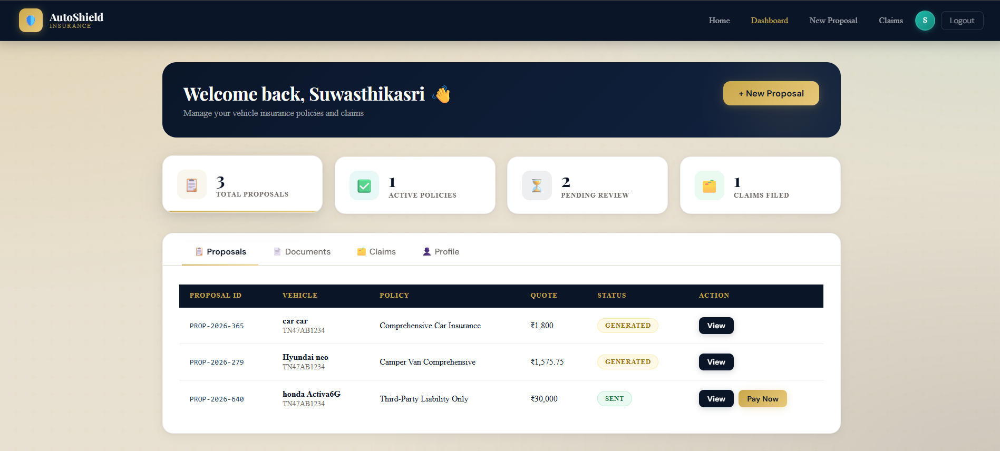 AutoShield
INSURANCE
Home Dashboard New Proposal Claims S Logout
Welcome back, Suwasthikasri
Manage your vehicle insurance policies and claims
+ New Proposal
3
TOTAL PROPOSALS
1
ACTIVE POLICIES
2
PENDING REVIEW
1
CLAIMS FILED
Proposals Documents Claims Profile
PROPOSAL ID VEHICLE POLICY QUOTE STATUS ACTION
PROP-2026-365 car car Comprehensive Car Insurance ₹1,800 GENERATED View
TN47AB1234
PROP-2026-279 Hyundai neo Camper Van Comprehensive ₹1,575.75 GENERATED View
TN47AB1234
PROP-2026-640 honda Activa6G Third-Party Liability Only ₹30,000 SENT View Pay Now
TN47AB1234